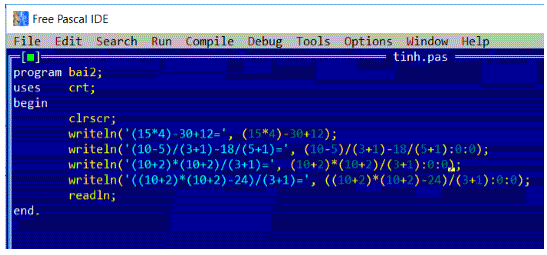 Free Pascal IDE
File Edit Search Run Compile Debug Tools Options Window Help
[■] tinh.pas
program bai2;
uses crt;
begin
clrscr;
writeln('(15*4)-30+12=', (15*4)-30+12);
writeln('(10-5)/(3+1)-18/(5+1)=', (10-5)/(3+1)-18/(5+1):0:0);
writeln('(10+2)*(10+2)/(3+1)=', (10+2)*(10+2)/(3+1):0:0);
writeln('((10+2)*(10+2)-24)/(3+1)=', ((10+2)*(10+2)-24)/(3+1):0:0);
readln;
end.